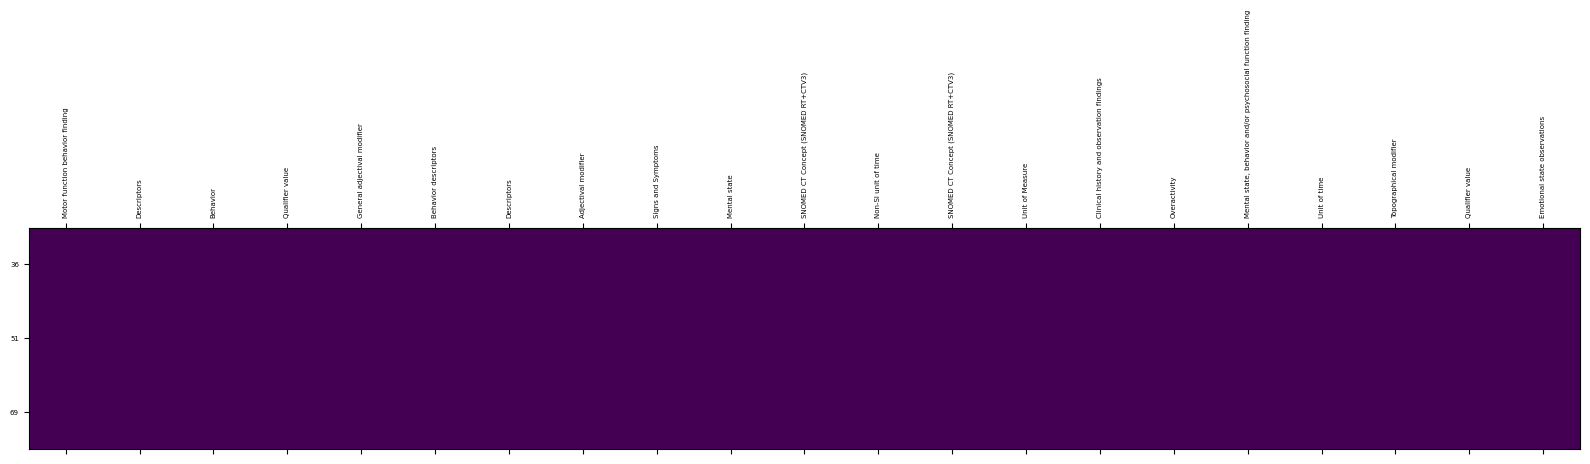 Motor function behavior finding
Descriptors
Behavior
Qualifier value
General adjectival modifier
Behavior descriptors
Descriptors
Adjectival modifier
Signs and Symptoms
Mental state
SNOMED CT Concept (SNOMED RT+CTV3)
Non-SI unit of time
SNOMED CT Concept (SNOMED RT+CTV3)
Unit of Measure
Clinical history and observation findings
Overactivity
Mental state, behavior and/or psychosocial function finding
Unit of time
Topographical modifier
Qualifier value
Emotional state observations
36
51
69